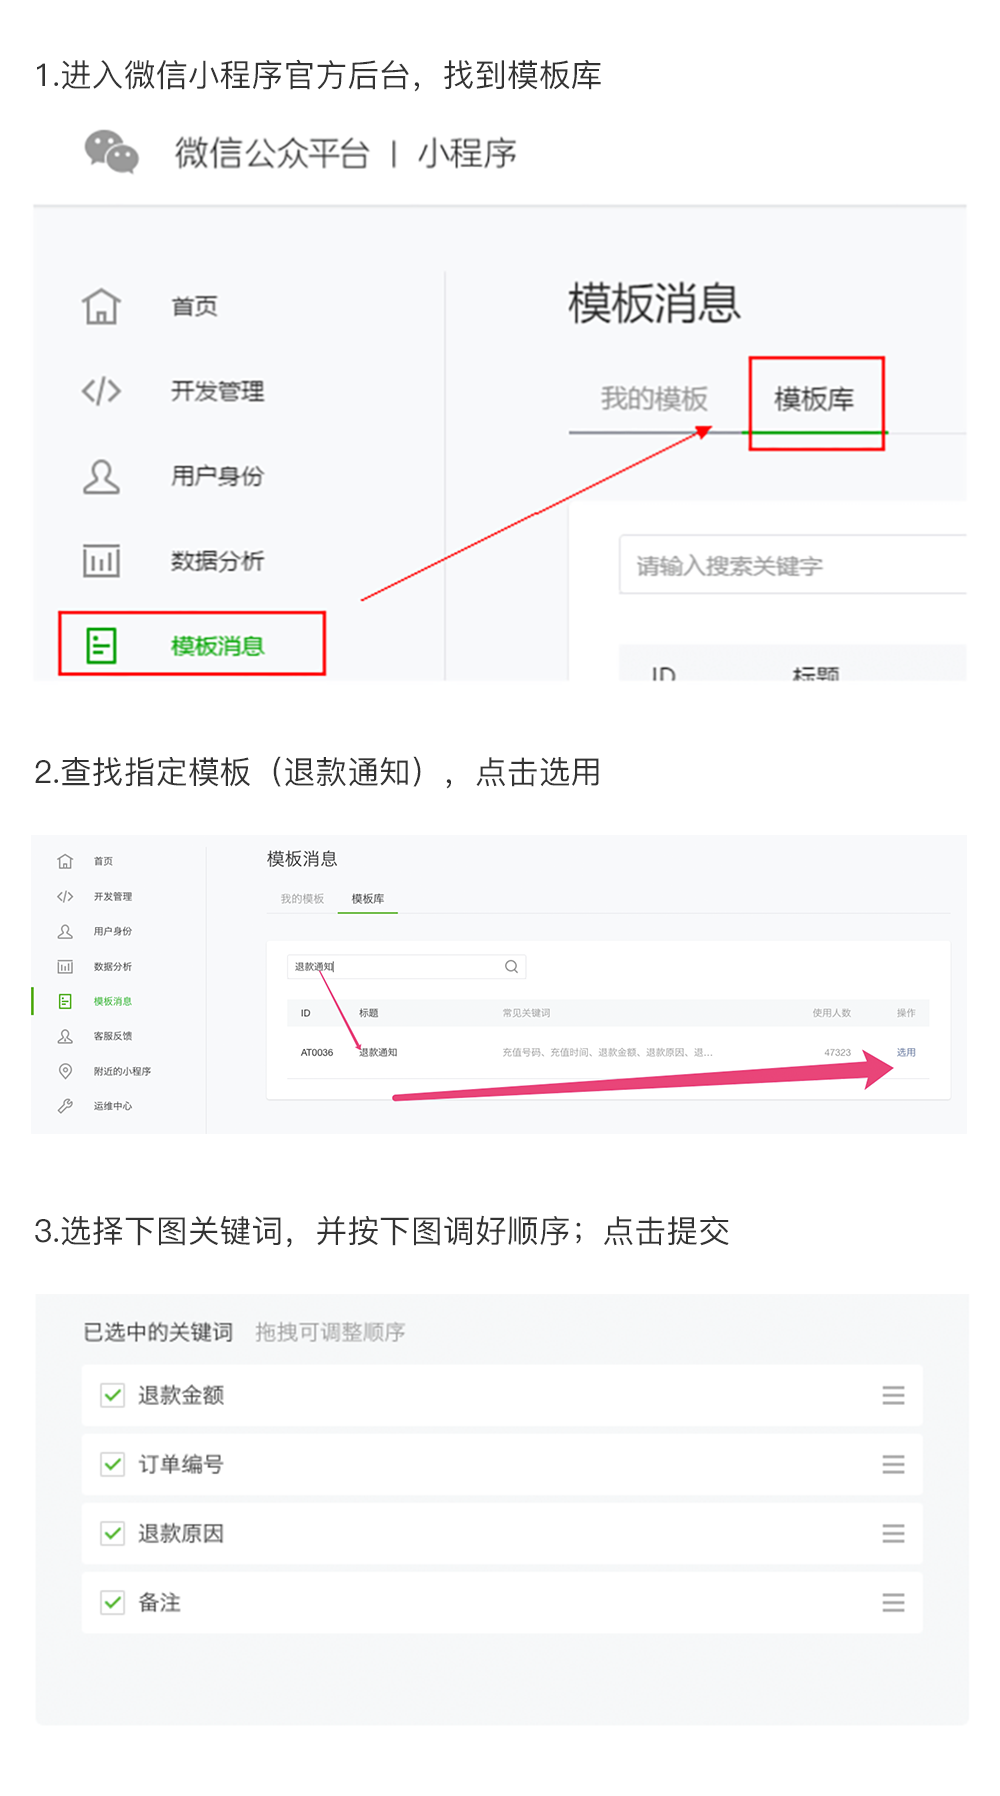 1.进入微信小程序官方后台，找到模板库
微信公众平台 | 小程序
首页
开发管理
用户身份
数据分析
模板消息
模板消息
我的模板 模板库
请输入搜索关键字
ID 标题
2.查找指定模板（退款通知），点击选用
首页
开发管理
用户身份
数据分析
模板消息
客服反馈
附近的小程序
运维中心
模板消息
我的模板 模板库
退款通知
ID 标题 常见关键词 使用人数 操作
AT0036 退款通知 充值号码、充值时间、退款金额、退款原因、退... 47323 选用
3.选择下图关键词，并按下图调好顺序；点击提交
已选中的关键词 拖拽可调整顺序
退款金额
订单编号
退款原因
备注